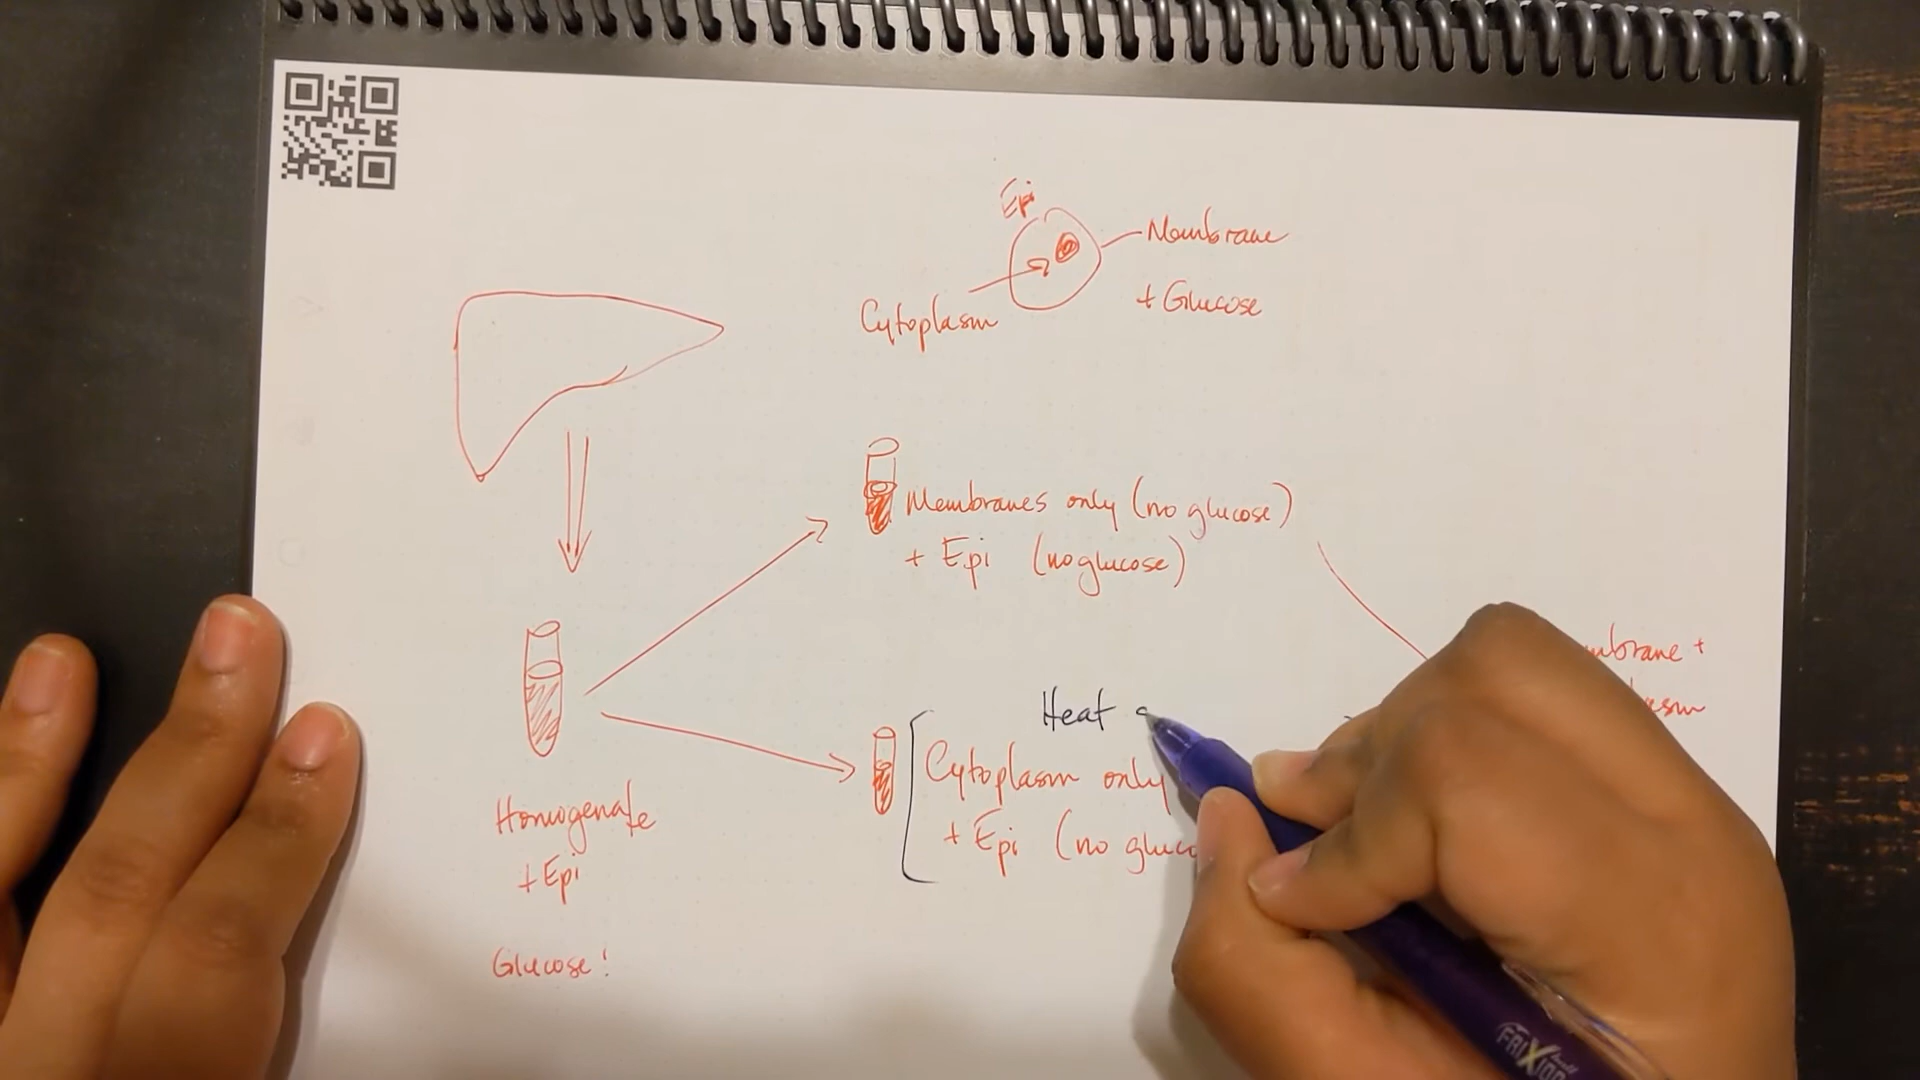 Epi
Membrane
+ Glucose
Cytoplasm
Membranes only (no glucose)
+ Epi (no glucose)
Heat
Cytoplasm only
+ Epi (no
Homogenate
+ Epi
Glucose!
FRIXION